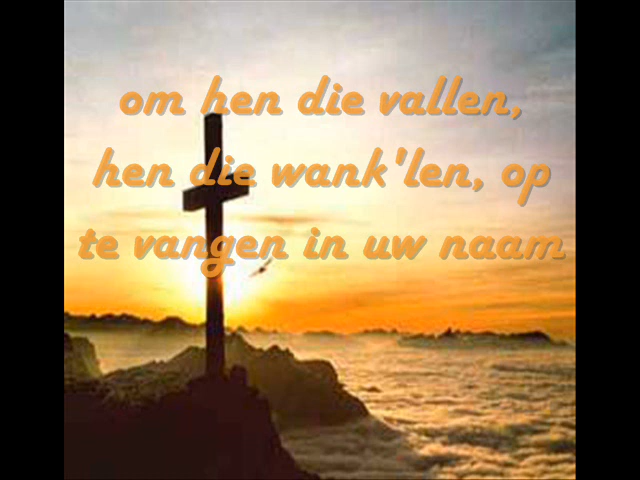 om hen die vallen,
hen die wank'len, op
te vangen in uw naam